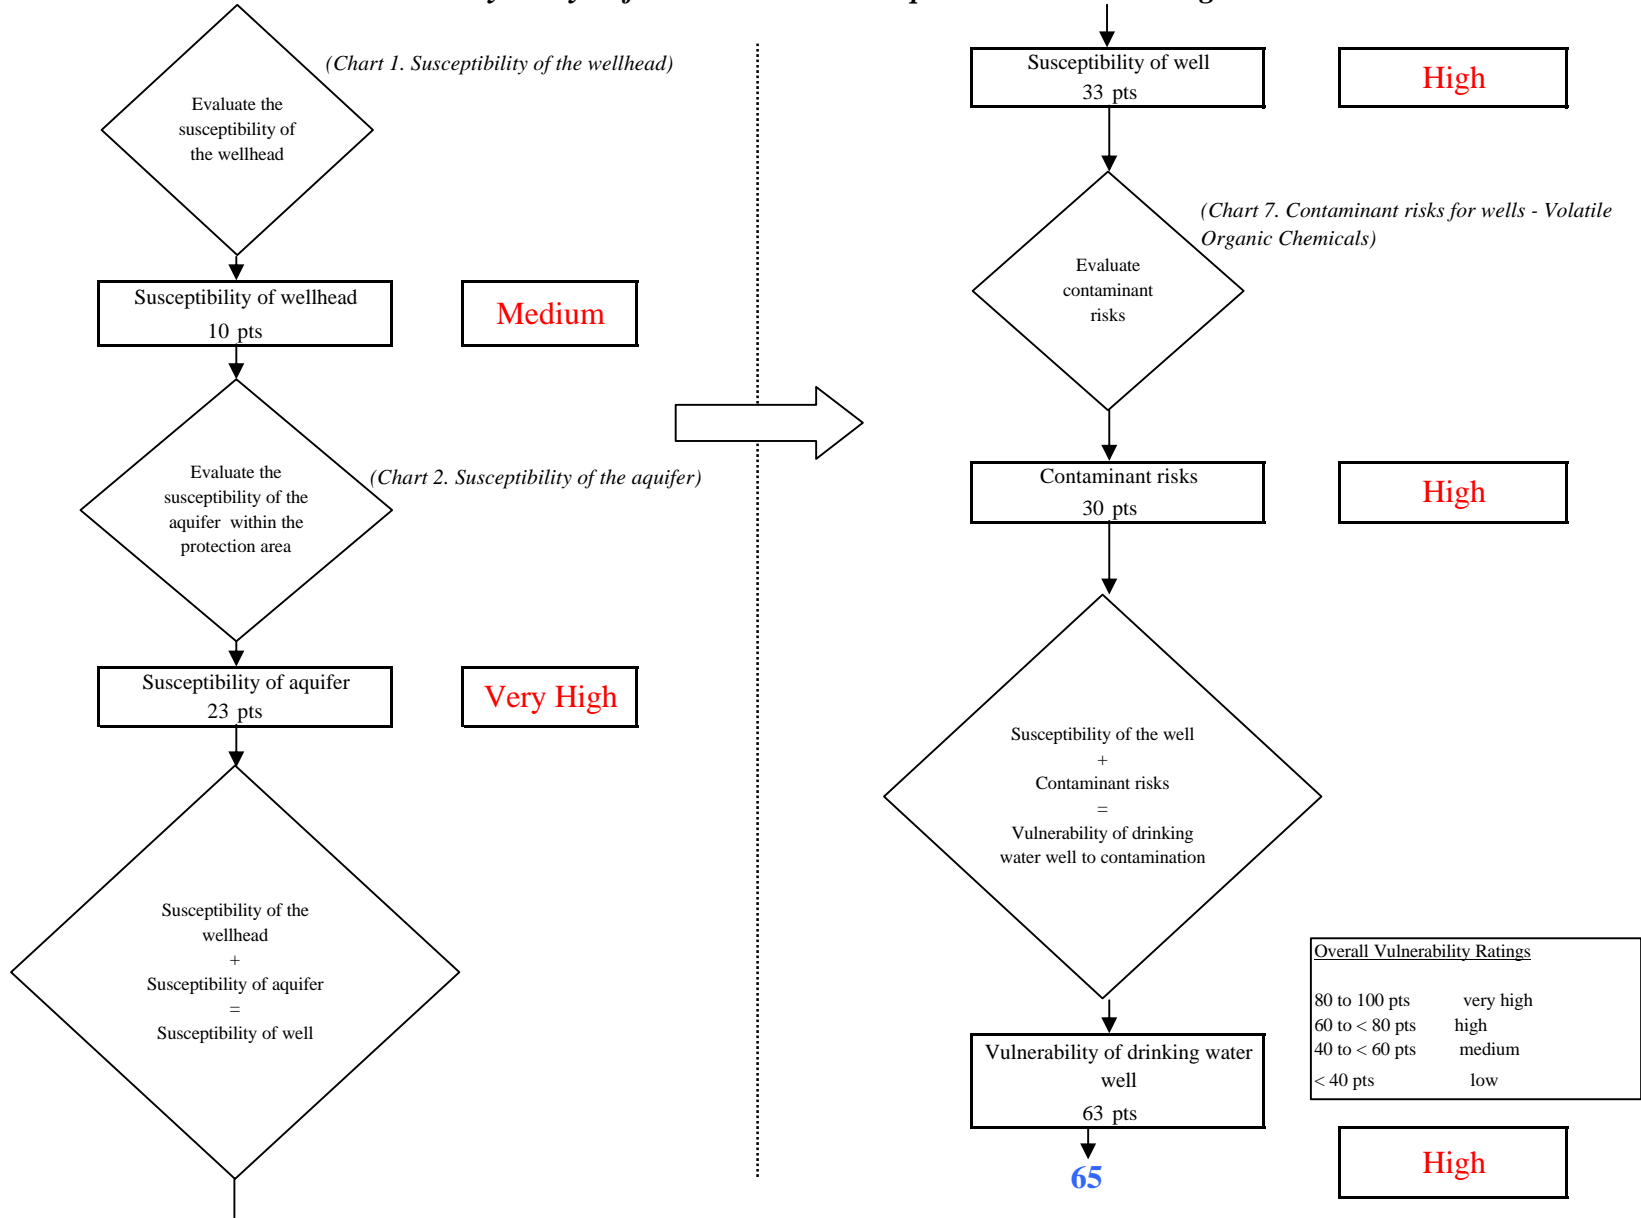 (Chart 1. Susceptibility of the wellhead)
Evaluate the
susceptibility of
the wellhead
Susceptibility of wellhead
10 pts
Medium
(Chart 2. Susceptibility of the aquifer)
Evaluate the
susceptibility of the
aquifer within the
protection area
Susceptibility of aquifer
23 pts
Very High
Susceptibility of the
wellhead
+
Susceptibility of aquifer
=
Susceptibility of well
Susceptibility of well
33 pts
High
(Chart 7. Contaminant risks for wells - Volatile
Organic Chemicals)
Evaluate
contaminant
risks
Contaminant risks
30 pts
High
Susceptibility of the well
+
Contaminant risks
=
Vulnerability of drinking
water well to contamination
Overall Vulnerability Ratings
80 to 100 pts very high
60 to < 80 pts high
40 to < 60 pts medium
< 40 pts low
Vulnerability of drinking water
well
63 pts
65
High